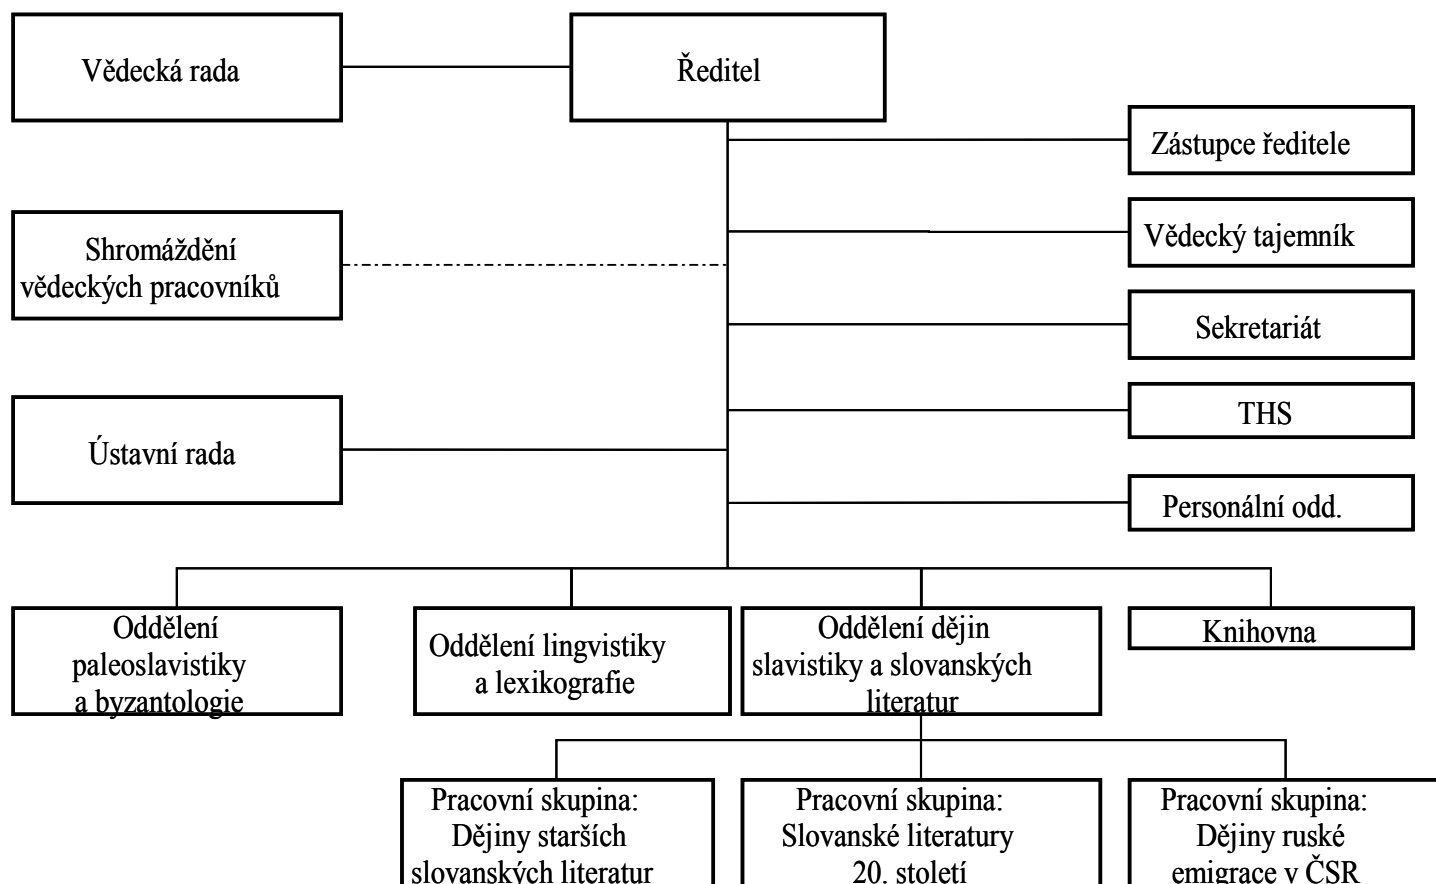 Vědecká rada
Ředitel
Zástupce ředitele
Shromáždění
vědeckých pracovníků
Vědecký tajemník
Sekretariát
THS
Ústavní rada
Personální odd.
Oddělení
paleoslavistiky
a byzantologie
Oddělení lingvistiky
a lexikografie
Oddělení dějin
slavistiky a slovanských
literatur
Knihovna
Pracovní skupina:
Dějiny starších
slovanských literatur
Pracovní skupina:
Slovanské literatury
20. století
Pracovní skupina:
Dějiny ruské
emigrace v ČSR